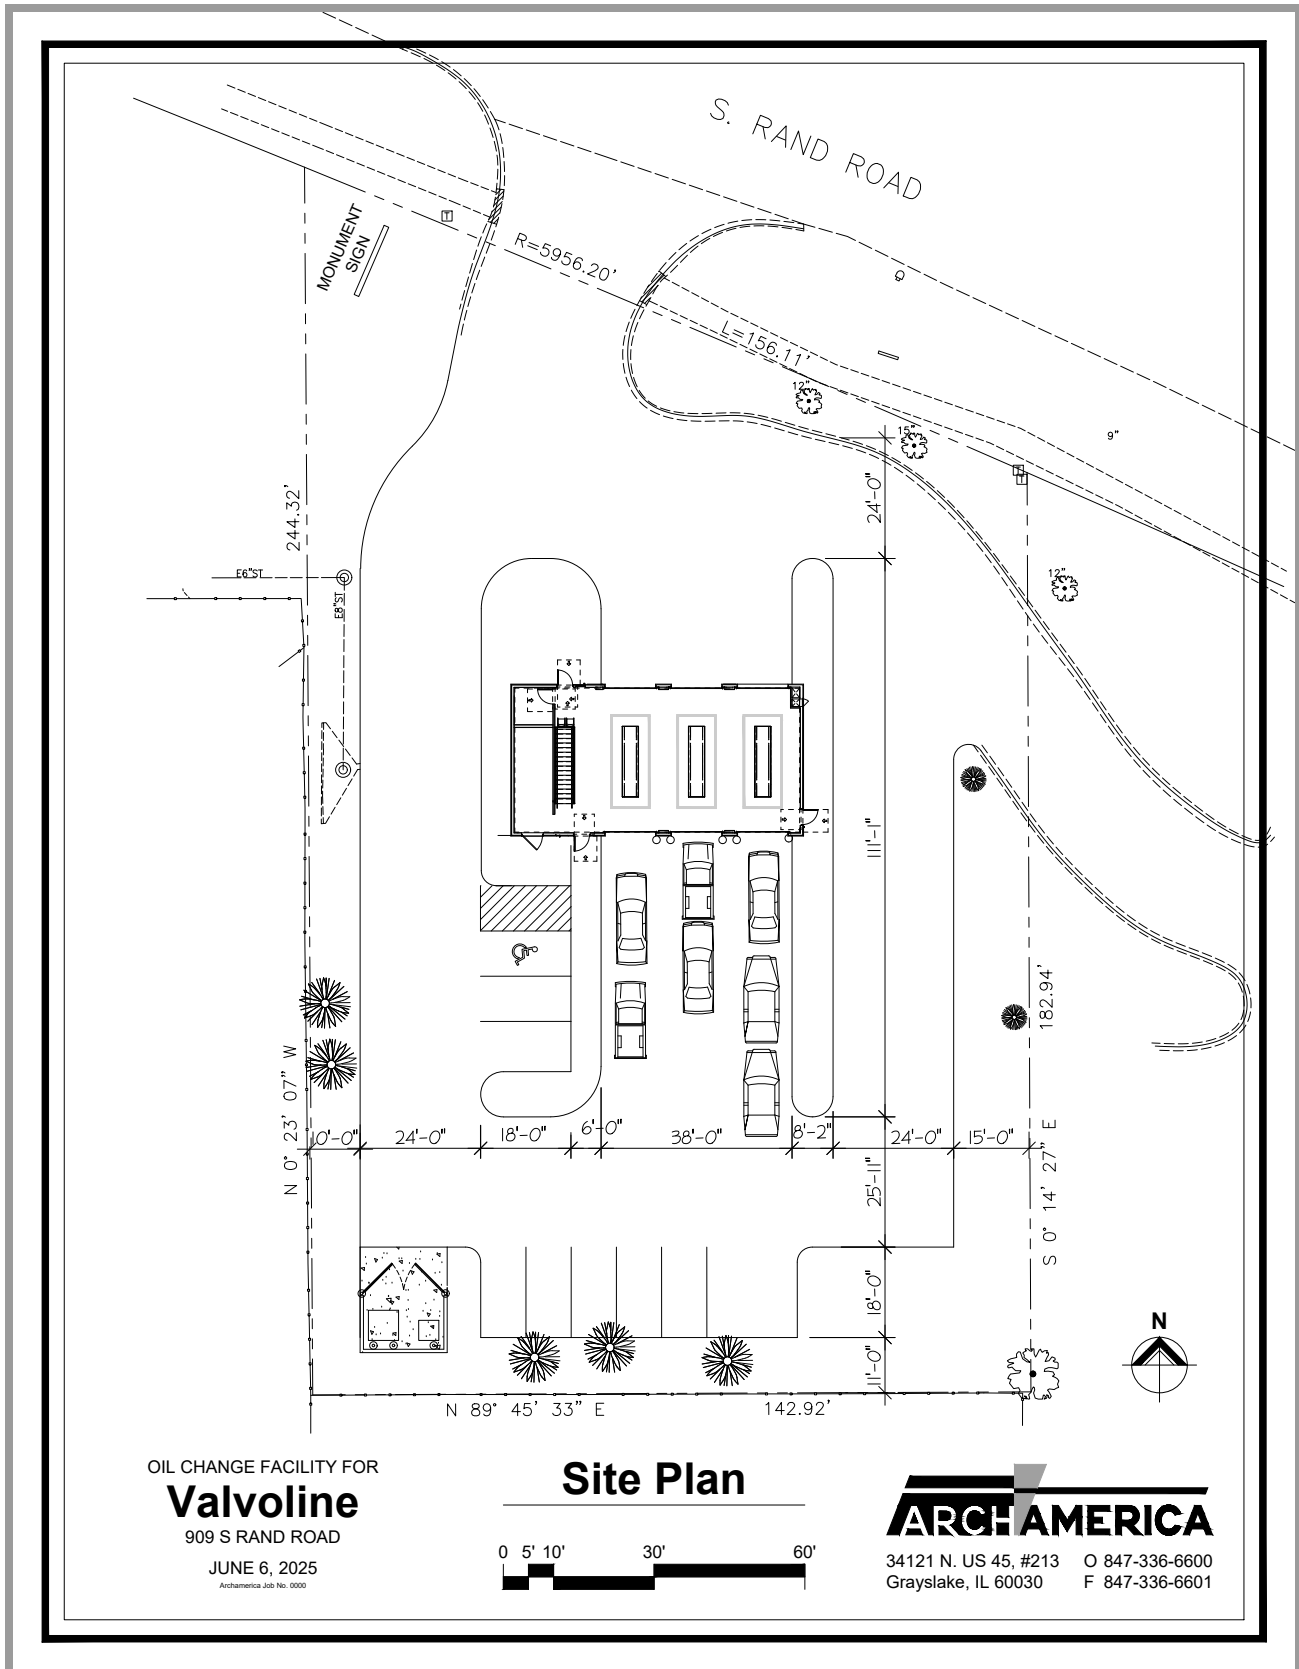 S. RAND ROAD
MONUMENT
SIGN
T
R=5956.20'
L=156.11'
12"
15"
9"
T
T
244.32'
24'-0"
E6"ST
E8"ST
12"
111'-1"
182.94'
N 0° 23' 07" W
0'-0"
24'-0"
18'-0"
6'-0"
38'-0"
8'-2"
24'-0"
15'-0"
25'-11"
S 0° 14' 27" E
18'-0"
11'-0"
N
N 89° 45' 33" E
142.92'
OIL CHANGE FACILITY FOR
Valvoline
909 S RAND ROAD
JUNE 6, 2025
Archamerica Job No. 0000
Site Plan
0 5' 10' 30' 60'
ARCHAMERICA
34121 N. US 45, #213 O 847-336-6600
Grayslake, IL 60030 F 847-336-6601